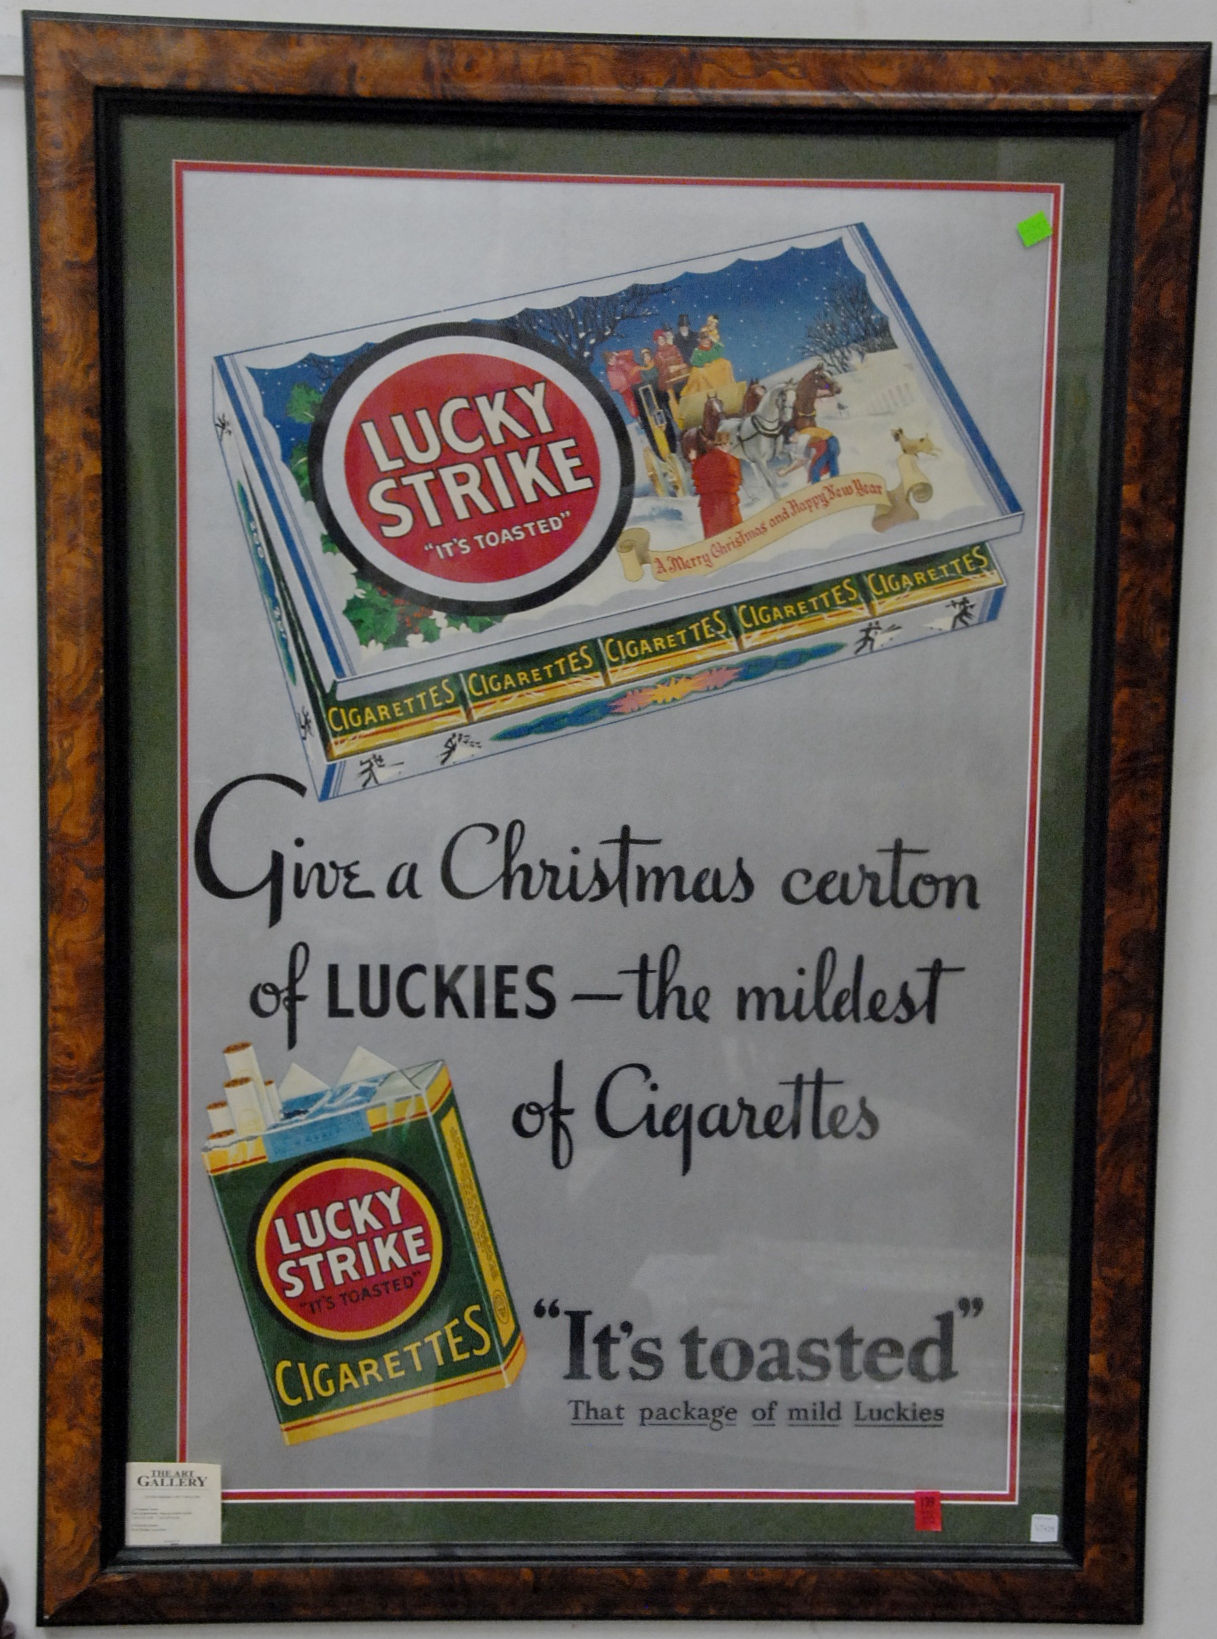 LUCKY
STRIKE
"IT'S TOASTED"
A Merry Christmas and Happy New Year
CIGARETTES CIGARETTES CIGARETTES CIGARETTES CIGARETTES
Give a Christmas carton
of LUCKIES – the mildest
of Cigarettes
LUCKY
STRIKE
"IT'S TOASTED"
CIGARETTES
"It's toasted"
That package of mild Luckies
THE ART
GALLERY
199